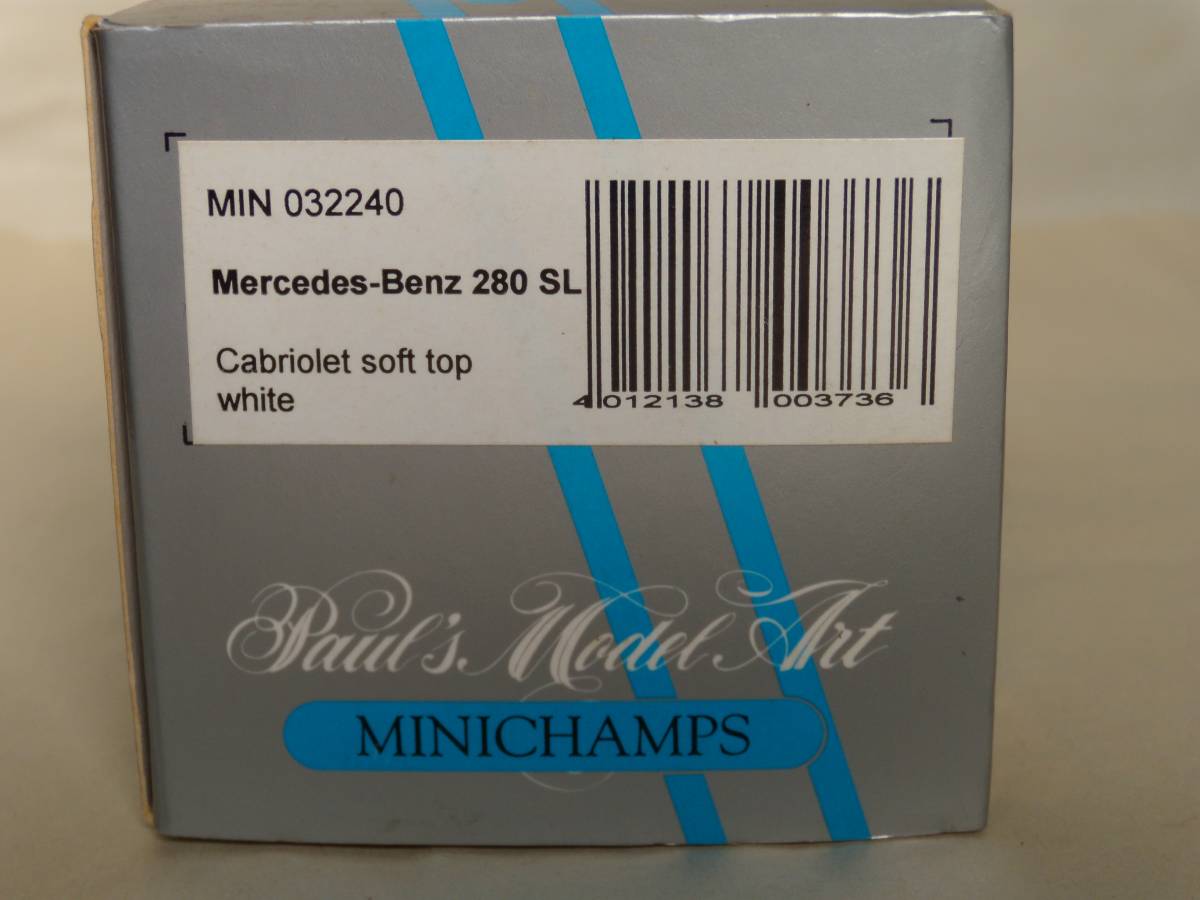 MIN 032240
Mercedes-Benz 280 SL
Cabriolet soft top
white
4 012138 003736
Paul's Model Art
MINICHAMPS